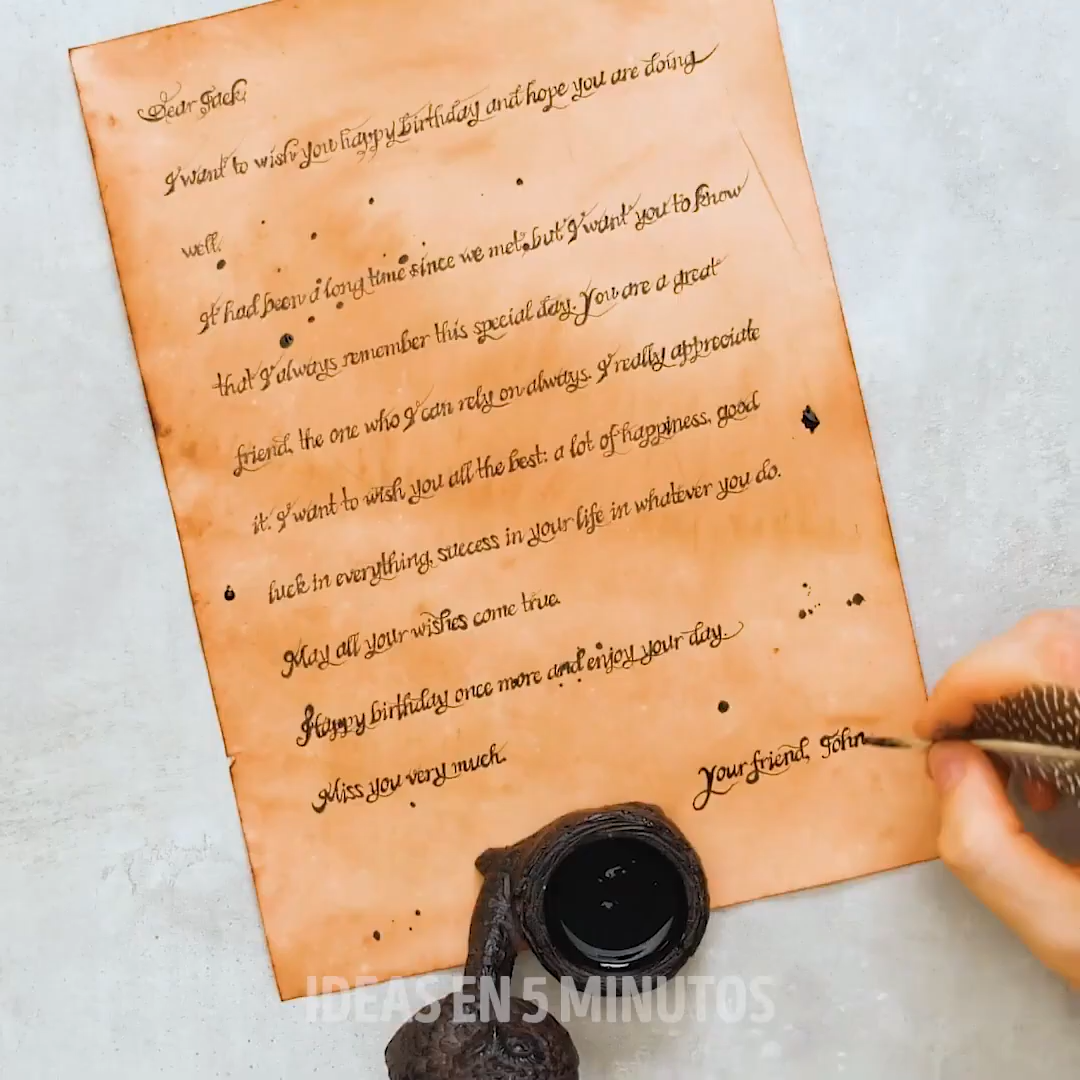 Dear Jack,
I want to wish you happy birthday and hope you are doing
well.
It had been a long time since we met, but I want you to know
that I always remember this special day. You are a great
friend, the one who I can rely on always. I really appreciate
it. I want to wish you all the best: a lot of happiness, good
luck in everything, success in your life in whatever you do.
May all your wishes come true.
Happy birthday once more and enjoy your day.
Miss you very much.
Your friend, John
IDEAS EN 5 MINUTOS